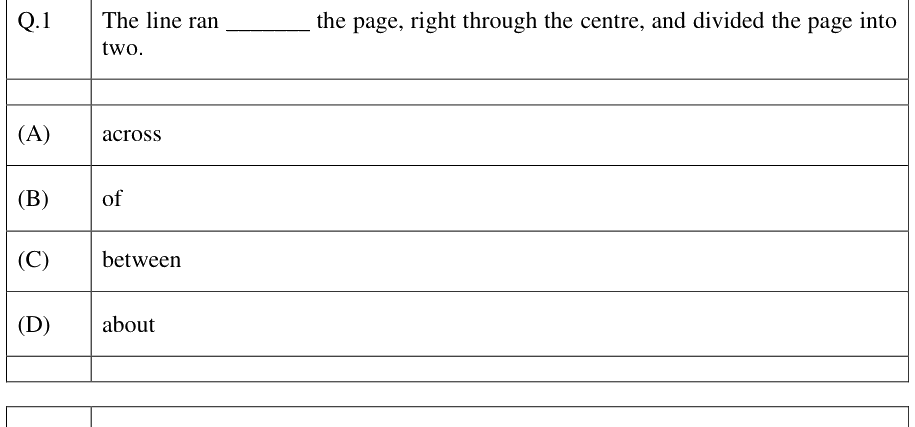 Q.1 The line ran _______ the page, right through the centre, and divided the page into
two.
(A) across
(B) of
(C) between
(D) about